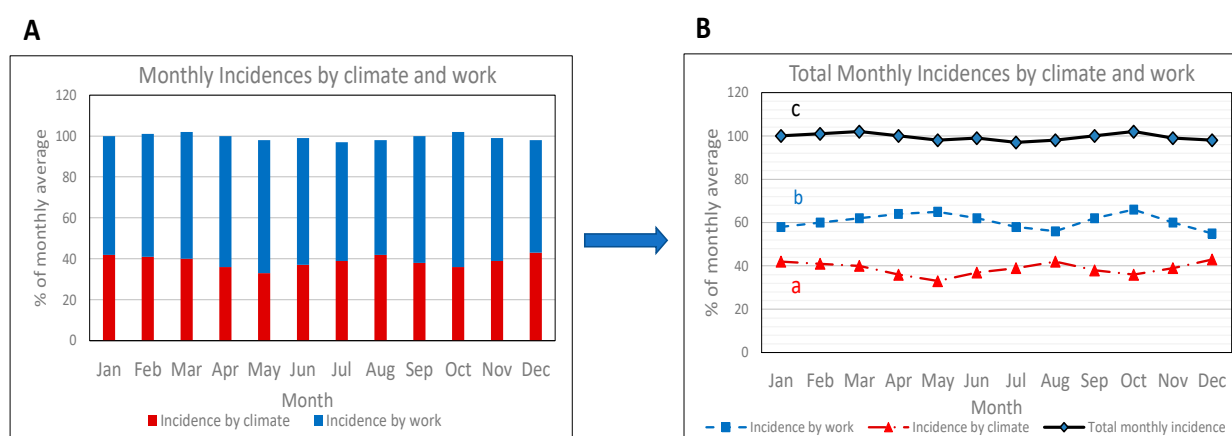 A
Monthly Incidences by climate and work
% of monthly average
120
100
80
60
40
20
0
Jan Feb Mar Apr May Jun Jul Aug Sep Oct Nov Dec
Month
Incidence by climate Incidence by work
B
Total Monthly Incidences by climate and work
% of monthly average
120
100
80
60
40
20
0
c
b
a
Jan Feb Mar Apr May Jun Jul Aug Sep Oct Nov Dec
Month
Incidence by work Incidence by climate Total monthly incidence